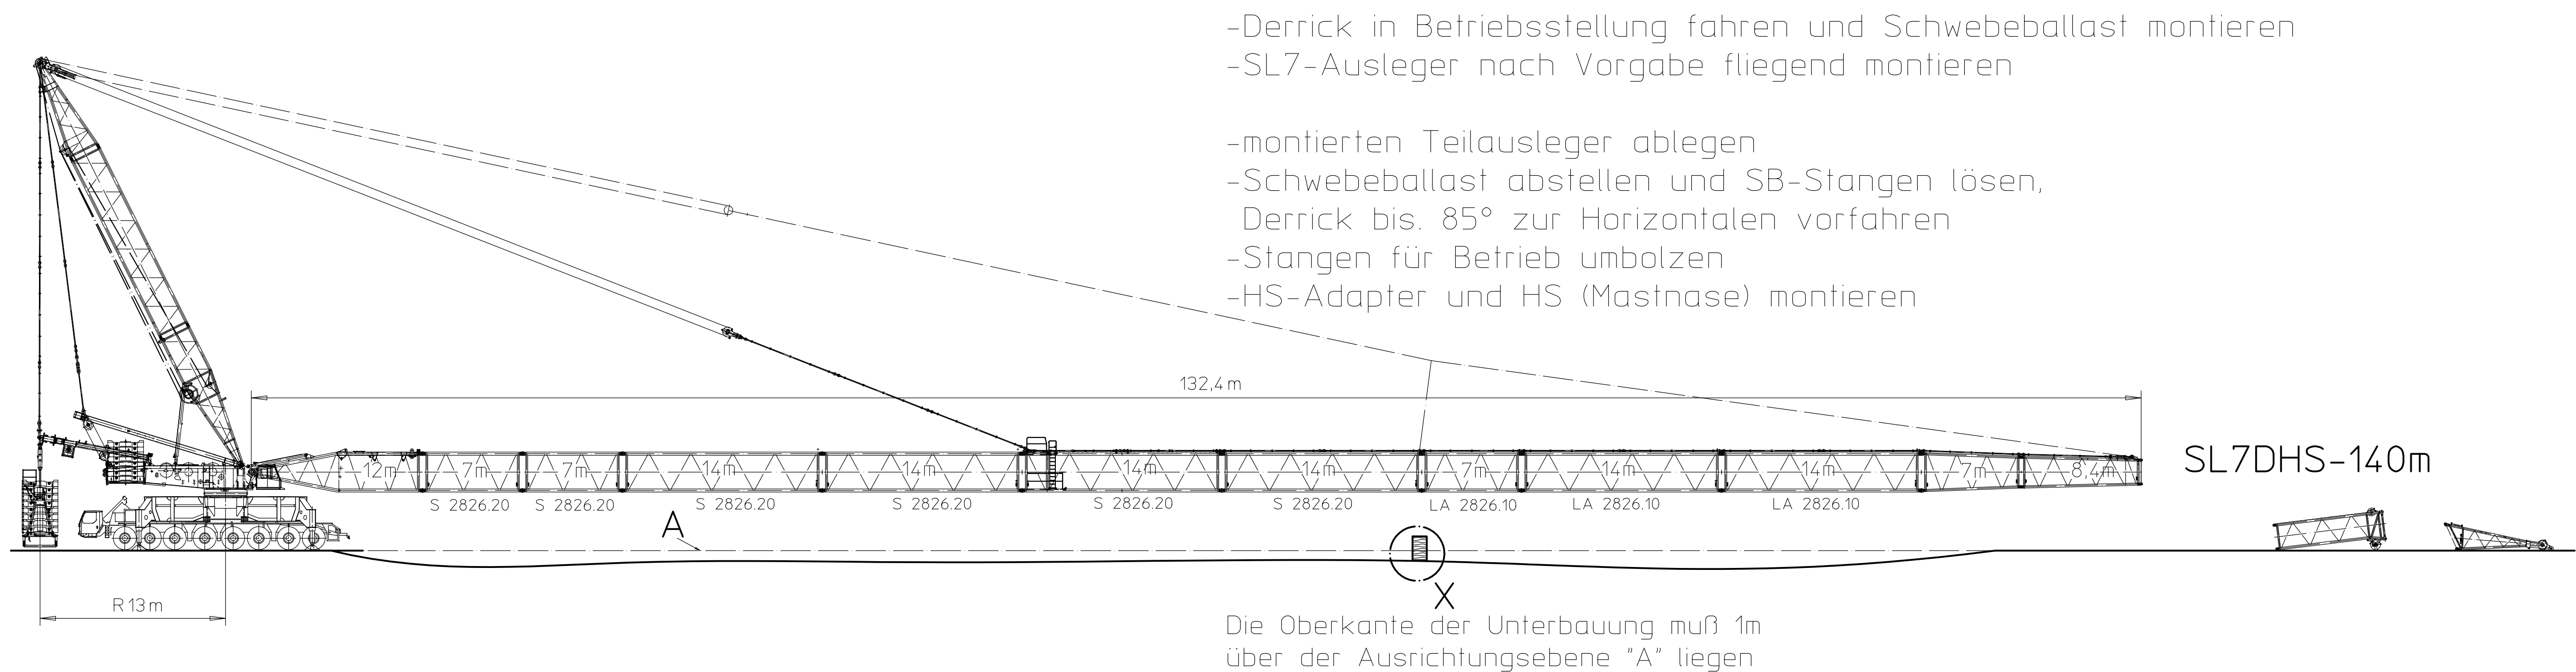 -Derrick in Betriebsstellung fahren und Schwebeballast montieren
-SL7-Ausleger nach Vorgabe fliegend montieren
-montierten Teilausleger ablegen
-Schwebeballast abstellen und SB-Stangen lösen,
Derrick bis. 85° zur Horizontalen vorfahren
-Stangen für Betrieb umbolzen
-HS-Adapter und HS (Mastnase) montieren
132,4m
12m 7m 7m 14m 14m 14m 14m 7m 14m 14m 7m 8,4m
SL7DHS-140m
S 2826.20 S 2826.20 S 2826.20 S 2826.20 S 2826.20 S 2826.20 LA 2826.10 LA 2826.10 LA 2826.10
A
X
R13m
Die Oberkante der Unterbauung muß 1m
über der Ausrichtungsebene "A" liegen